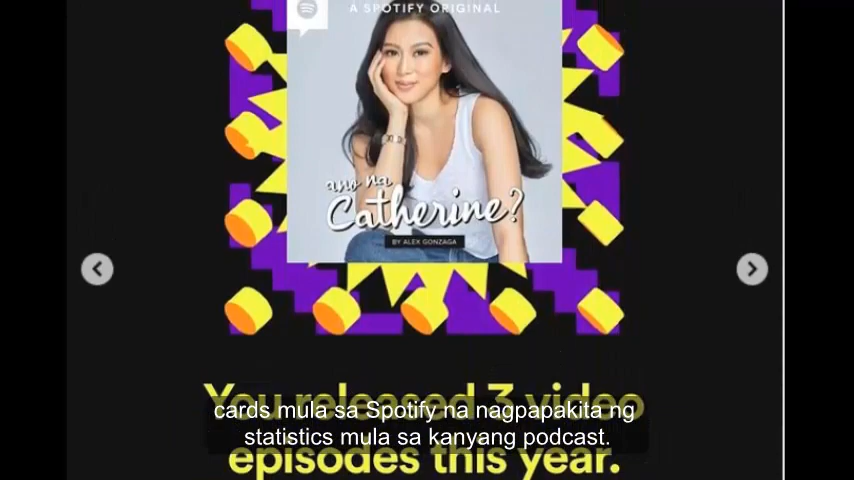 A SPOTIFY ORIGINAL
ano na
Catherine?
BY ALEX GONZAGA
You released 3 video
cards mula sa Spotify na nagpapakita ng
statistics mula sa kanyang podcast.
episodes this year.